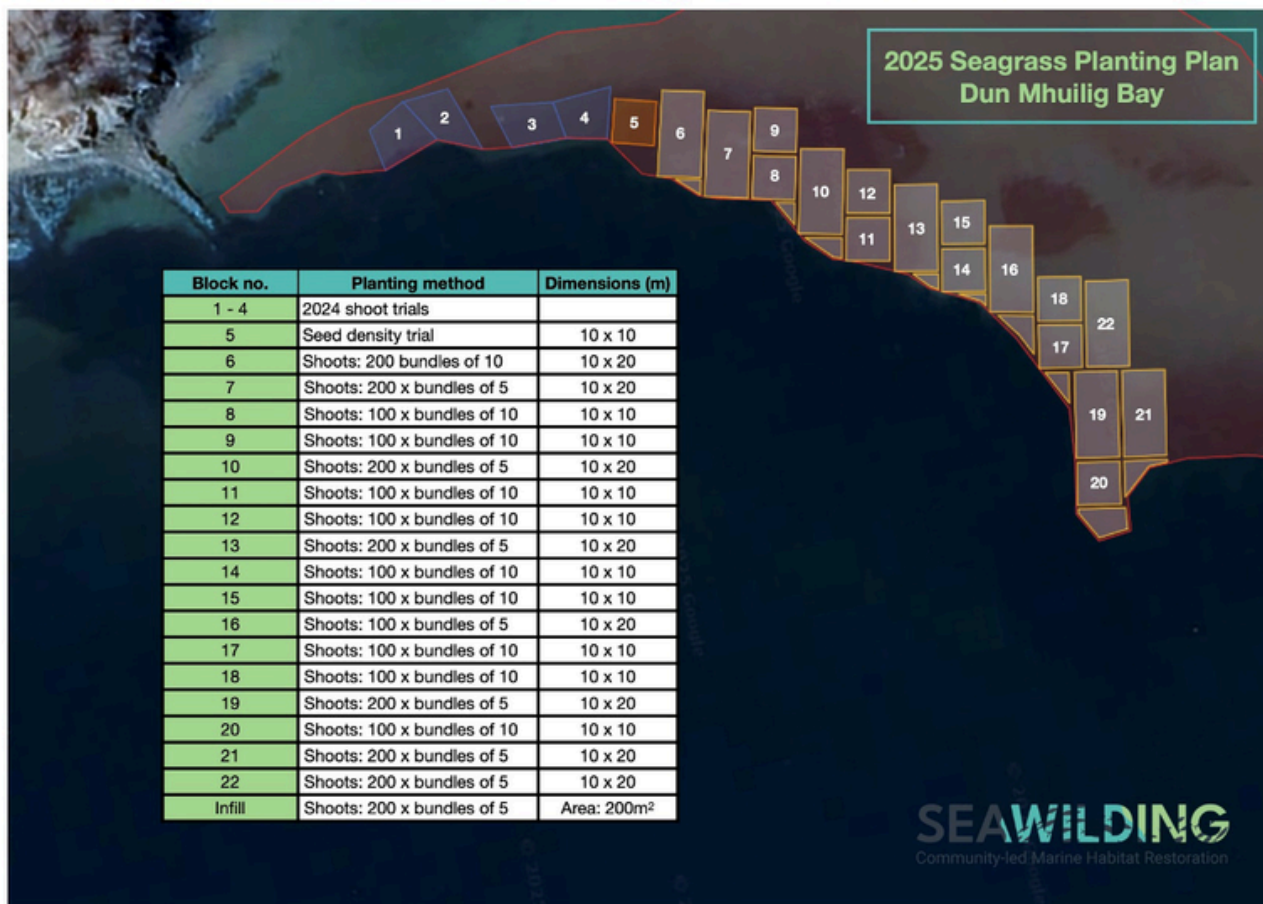 2025 Seagrass Planting Plan
Dun Mhuilig Bay
1
2
3
4
5
6
7
9
8
10
12
11
13
15
14
16
18
17
22
19
21
20
Block no. Planting method Dimensions (m)
1 - 4 2024 shoot trials
5 Seed density trial 10 x 10
6 Shoots: 200 bundles of 10 10 x 20
7 Shoots: 200 x bundles of 5 10 x 20
8 Shoots: 100 x bundles of 10 10 x 10
9 Shoots: 100 x bundles of 10 10 x 10
10 Shoots: 200 x bundles of 5 10 x 20
11 Shoots: 100 x bundles of 10 10 x 10
12 Shoots: 100 x bundles of 10 10 x 10
13 Shoots: 200 x bundles of 5 10 x 20
14 Shoots: 100 x bundles of 10 10 x 10
15 Shoots: 100 x bundles of 10 10 x 10
16 Shoots: 100 x bundles of 5 10 x 20
17 Shoots: 100 x bundles of 10 10 x 10
18 Shoots: 100 x bundles of 10 10 x 10
19 Shoots: 200 x bundles of 5 10 x 20
20 Shoots: 100 x bundles of 10 10 x 10
21 Shoots: 200 x bundles of 5 10 x 20
22 Shoots: 200 x bundles of 5 10 x 20
Infill Shoots: 200 x bundles of 5 Area: 200m²
SEAWILDING
Community-led Marine Habitat Restoration